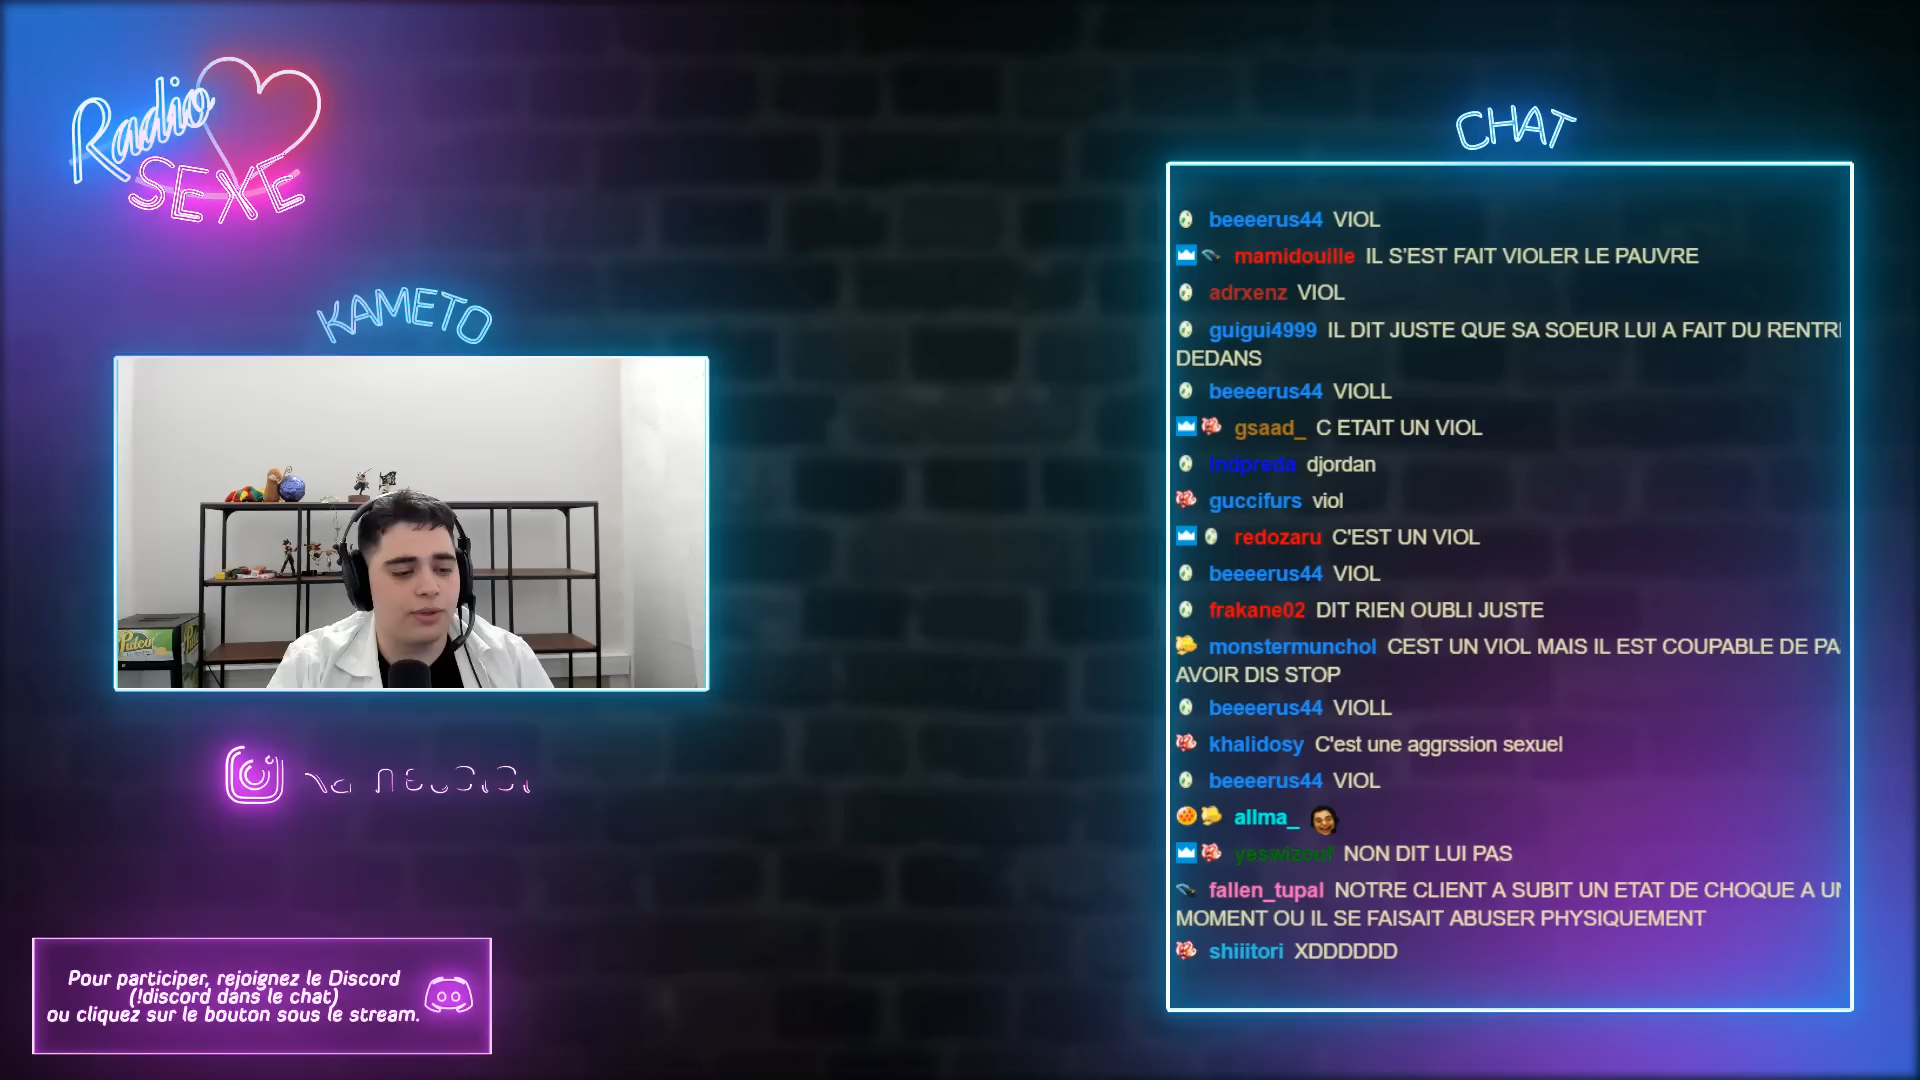 Radio
SEXE
KAMETO
Pulco
Pour participer, rejoignez le Discord
(!discord dans le chat)
ou cliquez sur le bouton sous le stream.
CHAT
beeeerus44 VIOL
mamidouille IL S'EST FAIT VIOLER LE PAUVRE
adrxenz VIOL
guigui4999 IL DIT JUSTE QUE SA SOEUR LUI A FAIT DU RENTR
DEDANS
beeeerus44 VIOLL
gsaad_ C ETAIT UN VIOL
indpreda djordan
guccifurs viol
redozaru C'EST UN VIOL
beeeerus44 VIOL
frakane02 DIT RIEN OUBLI JUSTE
monstermunchol CEST UN VIOL MAIS IL EST COUPABLE DE PA
AVOIR DIS STOP
beeeerus44 VIOLL
khalidosy C'est une aggrssion sexuel
beeeerus44 VIOL
allma_
yeswizouf NON DIT LUI PAS
fallen_tupal NOTRE CLIENT A SUBIT UN ETAT DE CHOQUE A UN
MOMENT OU IL SE FAISAIT ABUSER PHYSIQUEMENT
shiiitori XDDDDDD